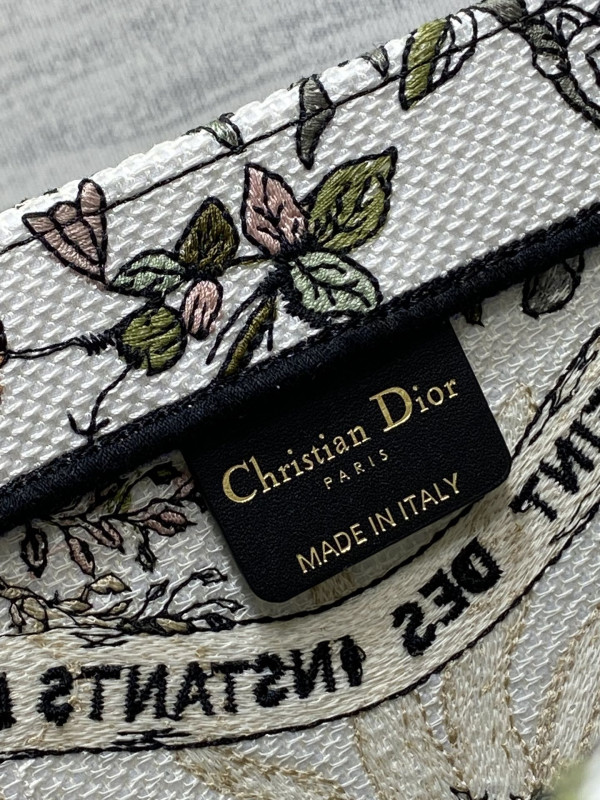 Christian Dior
PARIS
MADE IN ITALY
DES INSTANTS